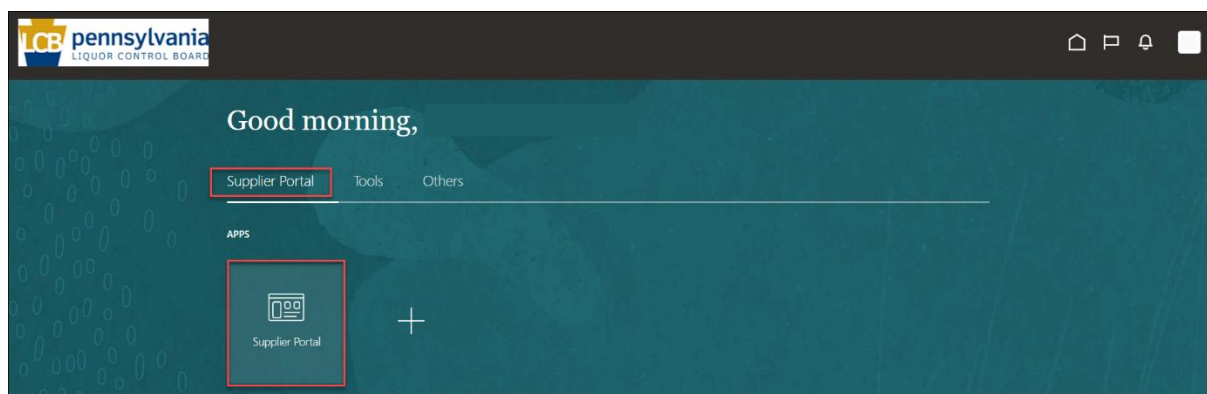 LCB pennsylvania
LIQUOR CONTROL BOARD
Good morning,
Supplier Portal Tools Others
APPS
Supplier Portal